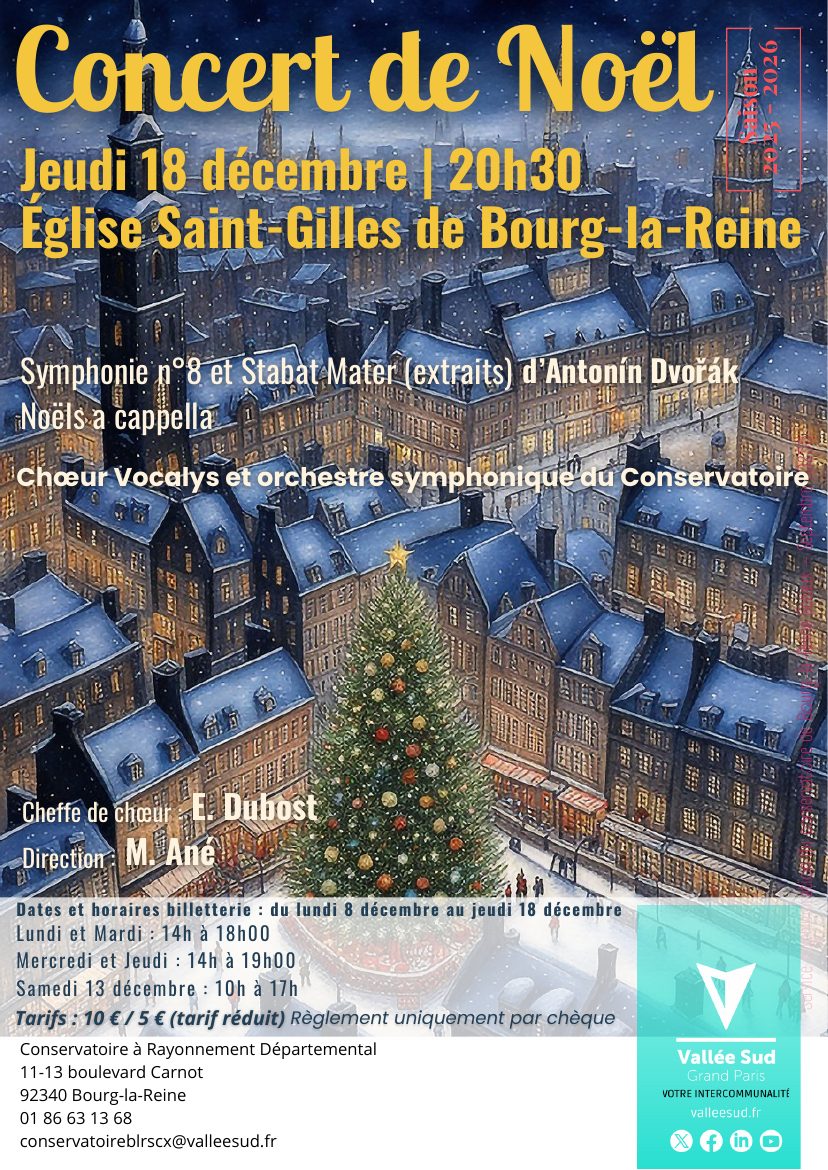 Concert de Noël
Saison
2025 - 2026
Jeudi 18 décembre | 20h30
Église Saint-Gilles de Bourg-la-Reine
Symphonie n°8 et Stabat Mater (extraits) d'Antonín Dvořák
Noëls a cappella
Chœur Vocalys et orchestre symphonique du Conservatoire
Cheffe de chœur : E. Dubost
Direction : M. Ané
Dates et horaires billetterie : du lundi 8 décembre au jeudi 18 décembre
Lundi et Mardi : 14h à 18h00
Mercredi et Jeudi : 14h à 19h00
Samedi 13 décembre : 10h à 17h
Tarifs : 10 € / 5 € (tarif réduit) Règlement uniquement par chèque
Conservatoire à Rayonnement Départemental
11-13 boulevard Carnot
92340 Bourg-la-Reine
01 86 63 13 68
conservatoireblrscx@valleesud.fr
Vallée Sud
Grand Paris
VOTRE INTERCOMMUNALITÉ
valleesud.fr